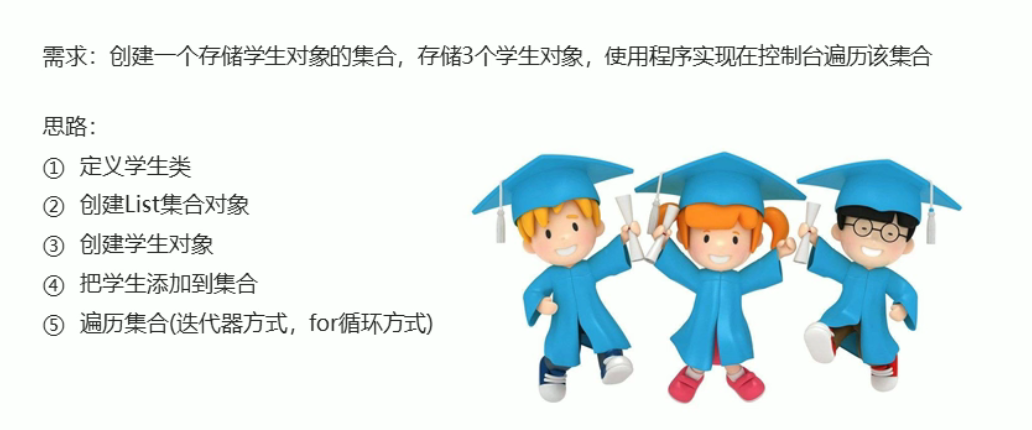 需求：创建一个存储学生对象的集合，存储3个学生对象，使用程序实现在控制台遍历该集合
思路：
① 定义学生类
② 创建List集合对象
③ 创建学生对象
④ 把学生添加到集合
⑤ 遍历集合(迭代器方式，for循环方式)